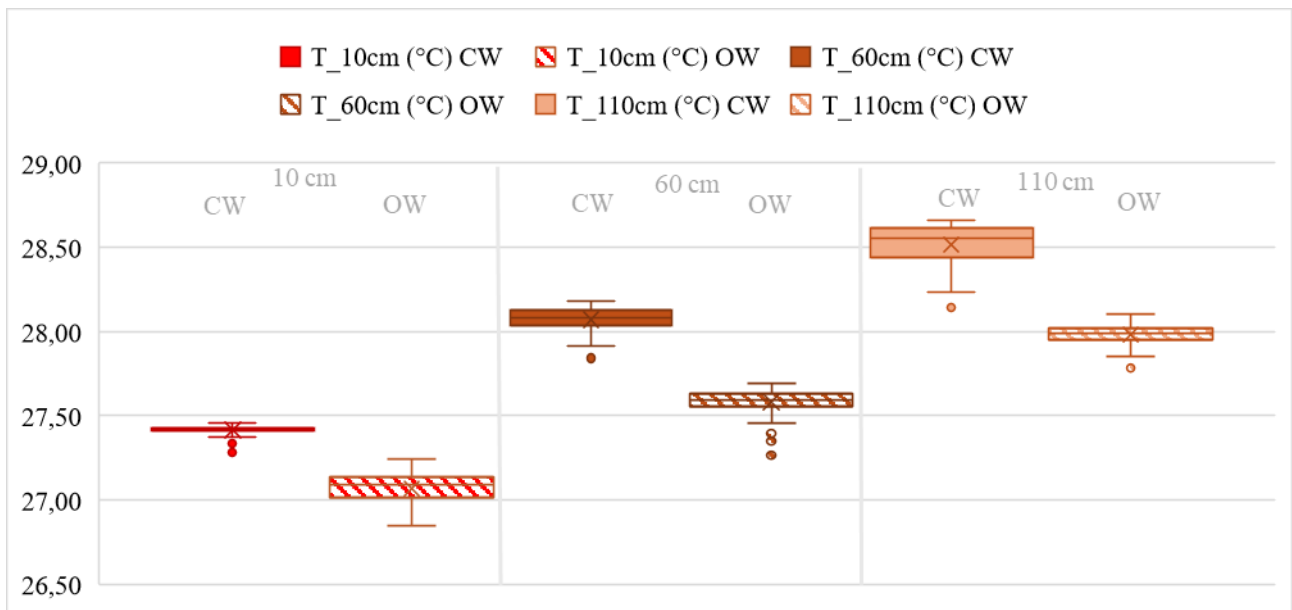 T_10cm (°C) CW T_10cm (°C) OW T_60cm (°C) CW
T_60cm (°C) OW T_110cm (°C) CW T_110cm (°C) OW
29,00
10 cm 60 cm 110 cm
CW OW CW OW CW OW
28,50
28,00
27,50
27,00
26,50